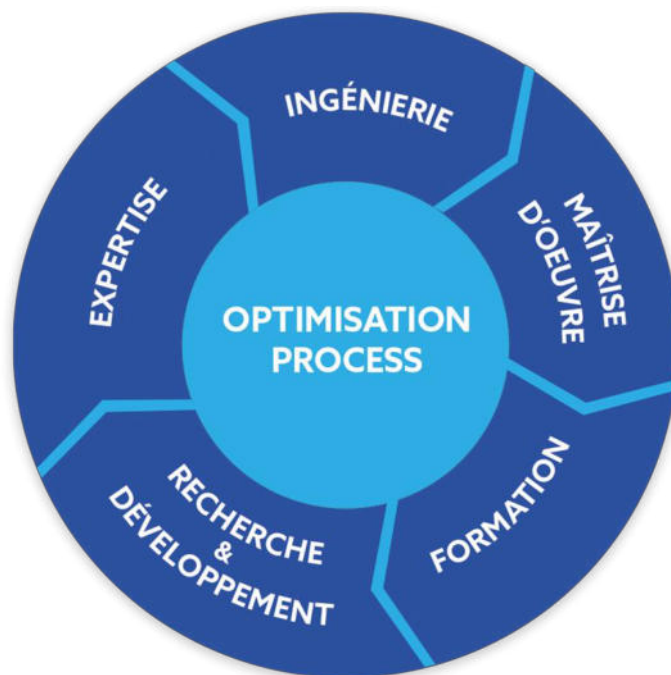 INGÉNIERIE
MAÎTRISE
D'OEUVRE
FORMATION
RECHERCHE
&
DÉVELOPPEMENT
EXPERTISE
OPTIMISATION
PROCESS